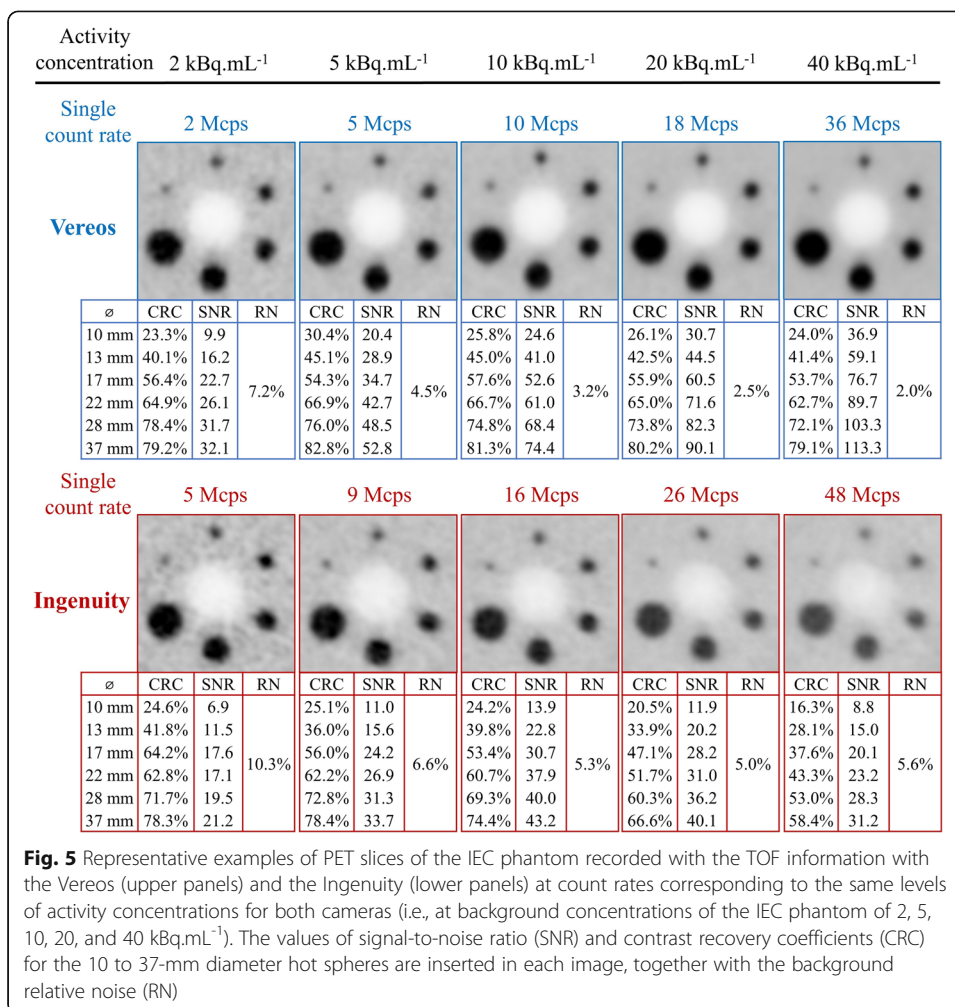 Activity
concentration 2 kBq.mL-1 5 kBq.mL-1 10 kBq.mL-1 20 kBq.mL-1 40 kBq.mL-1
Single
count rate 2 Mcps 5 Mcps 10 Mcps 18 Mcps 36 Mcps
Vereos
ø CRC SNR RN CRC SNR RN CRC SNR RN CRC SNR RN CRC SNR RN
10 mm 23.3% 9.9 30.4% 20.4 25.8% 24.6 26.1% 30.7 24.0% 36.9
13 mm 40.1% 16.2 45.1% 28.9 45.0% 41.0 42.5% 44.5 41.4% 59.1
17 mm 56.4% 22.7 54.3% 34.7 57.6% 52.6 55.9% 60.5 53.7% 76.7
7.2% 4.5% 3.2% 2.5% 2.0%
22 mm 64.9% 26.1 66.9% 42.7 66.7% 61.0 65.0% 71.6 62.7% 89.7
28 mm 78.4% 31.7 76.0% 48.5 74.8% 68.4 73.8% 82.3 72.1% 103.3
37 mm 79.2% 32.1 82.8% 52.8 81.3% 74.4 80.2% 90.1 79.1% 113.3
Single
count rate 5 Mcps 9 Mcps 16 Mcps 26 Mcps 48 Mcps
Ingenuity
ø CRC SNR RN CRC SNR RN CRC SNR RN CRC SNR RN CRC SNR RN
10 mm 24.6% 6.9 25.1% 11.0 24.2% 13.9 20.5% 11.9 16.3% 8.8
13 mm 41.8% 11.5 36.0% 15.6 39.8% 22.8 33.9% 20.2 28.1% 15.0
17 mm 64.2% 17.6 56.0% 24.2 53.4% 30.7 47.1% 28.2 37.6% 20.1
10.3% 6.6% 5.3% 5.0% 5.6%
22 mm 62.8% 17.1 62.2% 26.9 60.7% 37.9 51.7% 31.0 43.3% 23.2
28 mm 71.7% 19.5 72.8% 31.3 69.3% 40.0 60.3% 36.2 53.0% 28.3
37 mm 78.3% 21.2 78.4% 33.7 74.4% 43.2 66.6% 40.1 58.4% 31.2
Fig. 5 Representative examples of PET slices of the IEC phantom recorded with the TOF information with
the Vereos (upper panels) and the Ingenuity (lower panels) at count rates corresponding to the same levels
of activity concentrations for both cameras (i.e., at background concentrations of the IEC phantom of 2, 5,
10, 20, and 40 kBq.mL-1). The values of signal-to-noise ratio (SNR) and contrast recovery coefficients (CRC)
for the 10 to 37-mm diameter hot spheres are inserted in each image, together with the background
relative noise (RN)